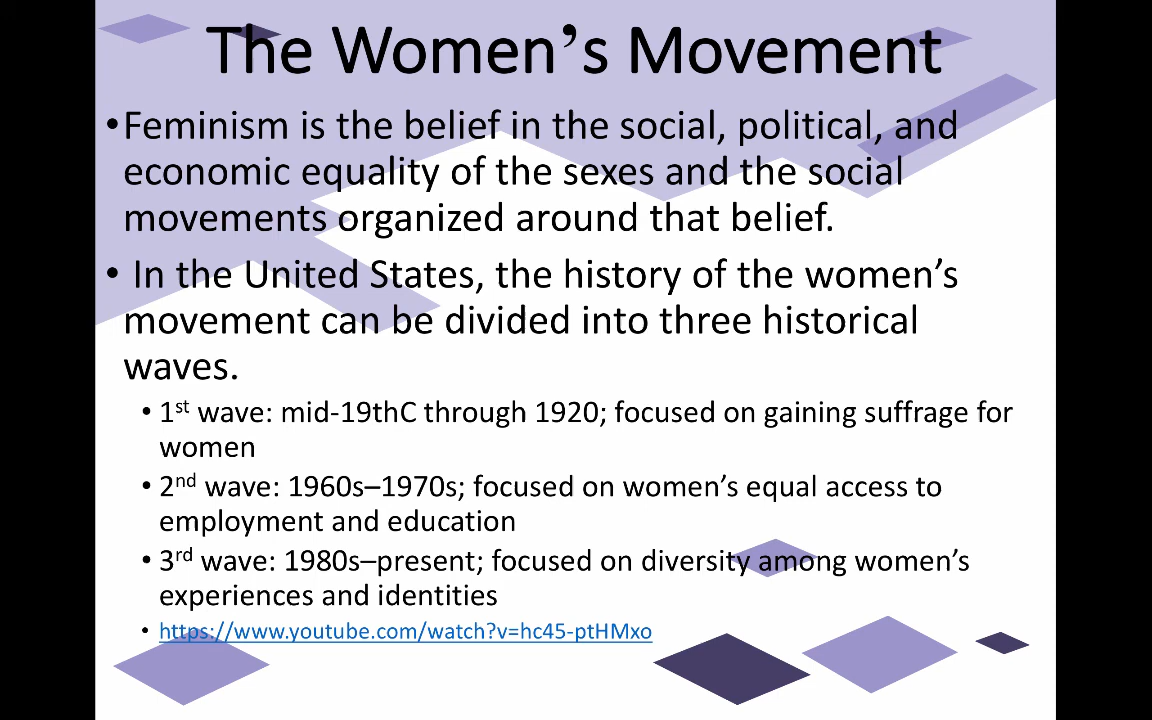 The Women’s Movement
•Feminism is the belief in the social, political, and
economic equality of the sexes and the social
movements organized around that belief.
• In the United States, the history of the women’s
movement can be divided into three historical
waves.
• 1st wave: mid-19thC through 1920; focused on gaining suffrage for
women
• 2nd wave: 1960s–1970s; focused on women’s equal access to
employment and education
• 3rd wave: 1980s–present; focused on diversity among women’s
experiences and identities
• https://www.youtube.com/watch?v=hc45-ptHMxo